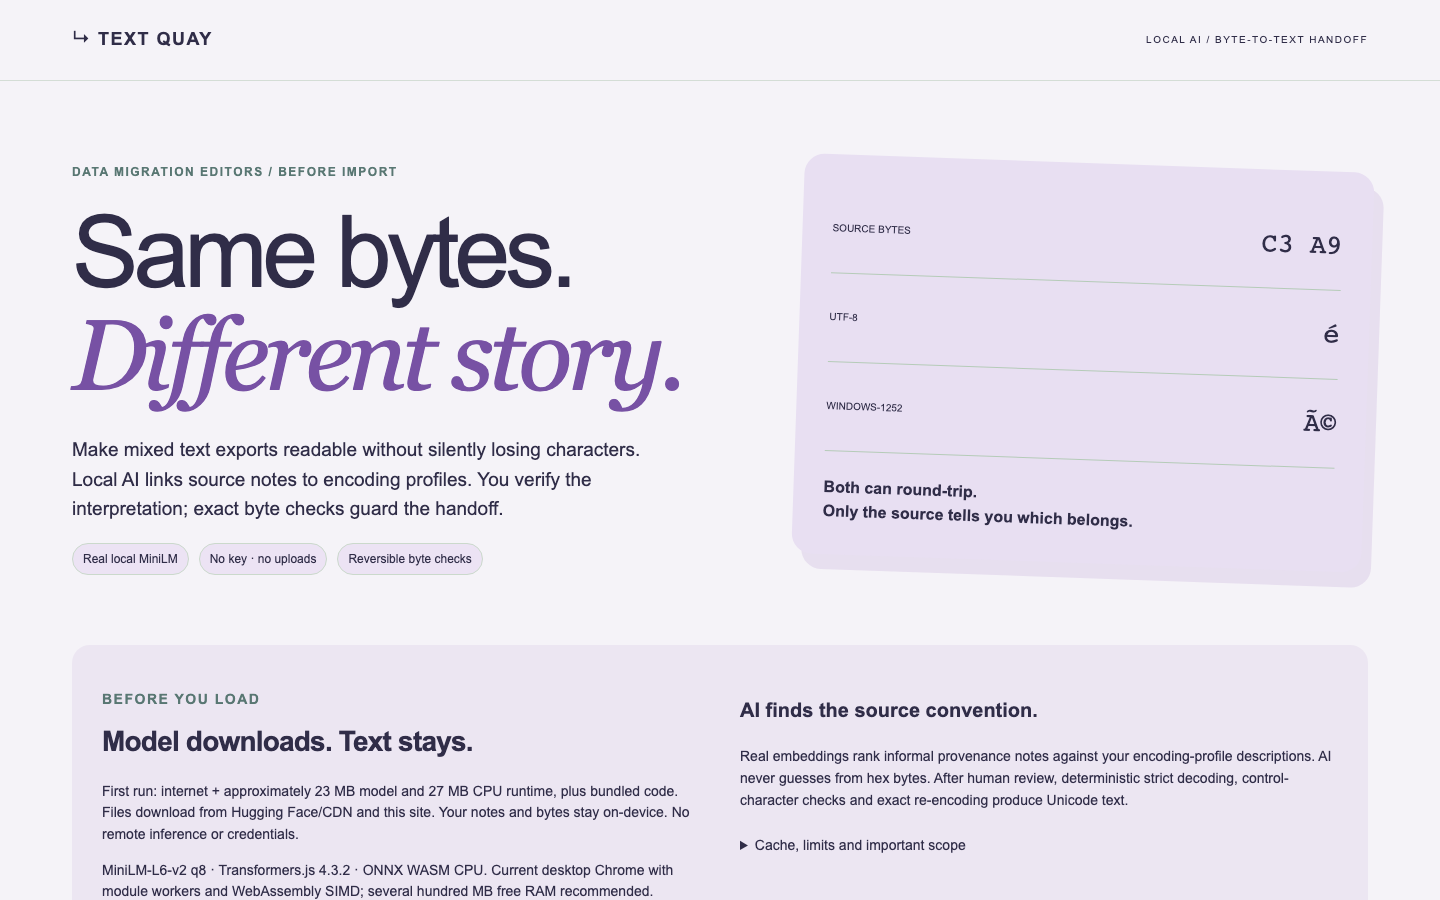 ↳ TEXT QUAY
LOCAL AI / BYTE-TO-TEXT HANDOFF
DATA MIGRATION EDITORS / BEFORE IMPORT
Same bytes.
Different story.
Make mixed text exports readable without silently losing characters.
Local AI links source notes to encoding profiles. You verify the
interpretation; exact byte checks guard the handoff.
Real local MiniLM
No key · no uploads
Reversible byte checks
SOURCE BYTES C3 A9
UTF-8 é
WINDOWS-1252 Ã©
Both can round-trip.
Only the source tells you which belongs.
BEFORE YOU LOAD
Model downloads. Text stays.
First run: internet + approximately 23 MB model and 27 MB CPU runtime, plus bundled code.
Files download from Hugging Face/CDN and this site. Your notes and bytes stay on-device. No
remote inference or credentials.
MiniLM-L6-v2 q8 · Transformers.js 4.3.2 · ONNX WASM CPU. Current desktop Chrome with
module workers and WebAssembly SIMD; several hundred MB free RAM recommended.
AI finds the source convention.
Real embeddings rank informal provenance notes against your encoding-profile descriptions. AI
never guesses from hex bytes. After human review, deterministic strict decoding, control-
character checks and exact re-encoding produce Unicode text.
▶ Cache, limits and important scope